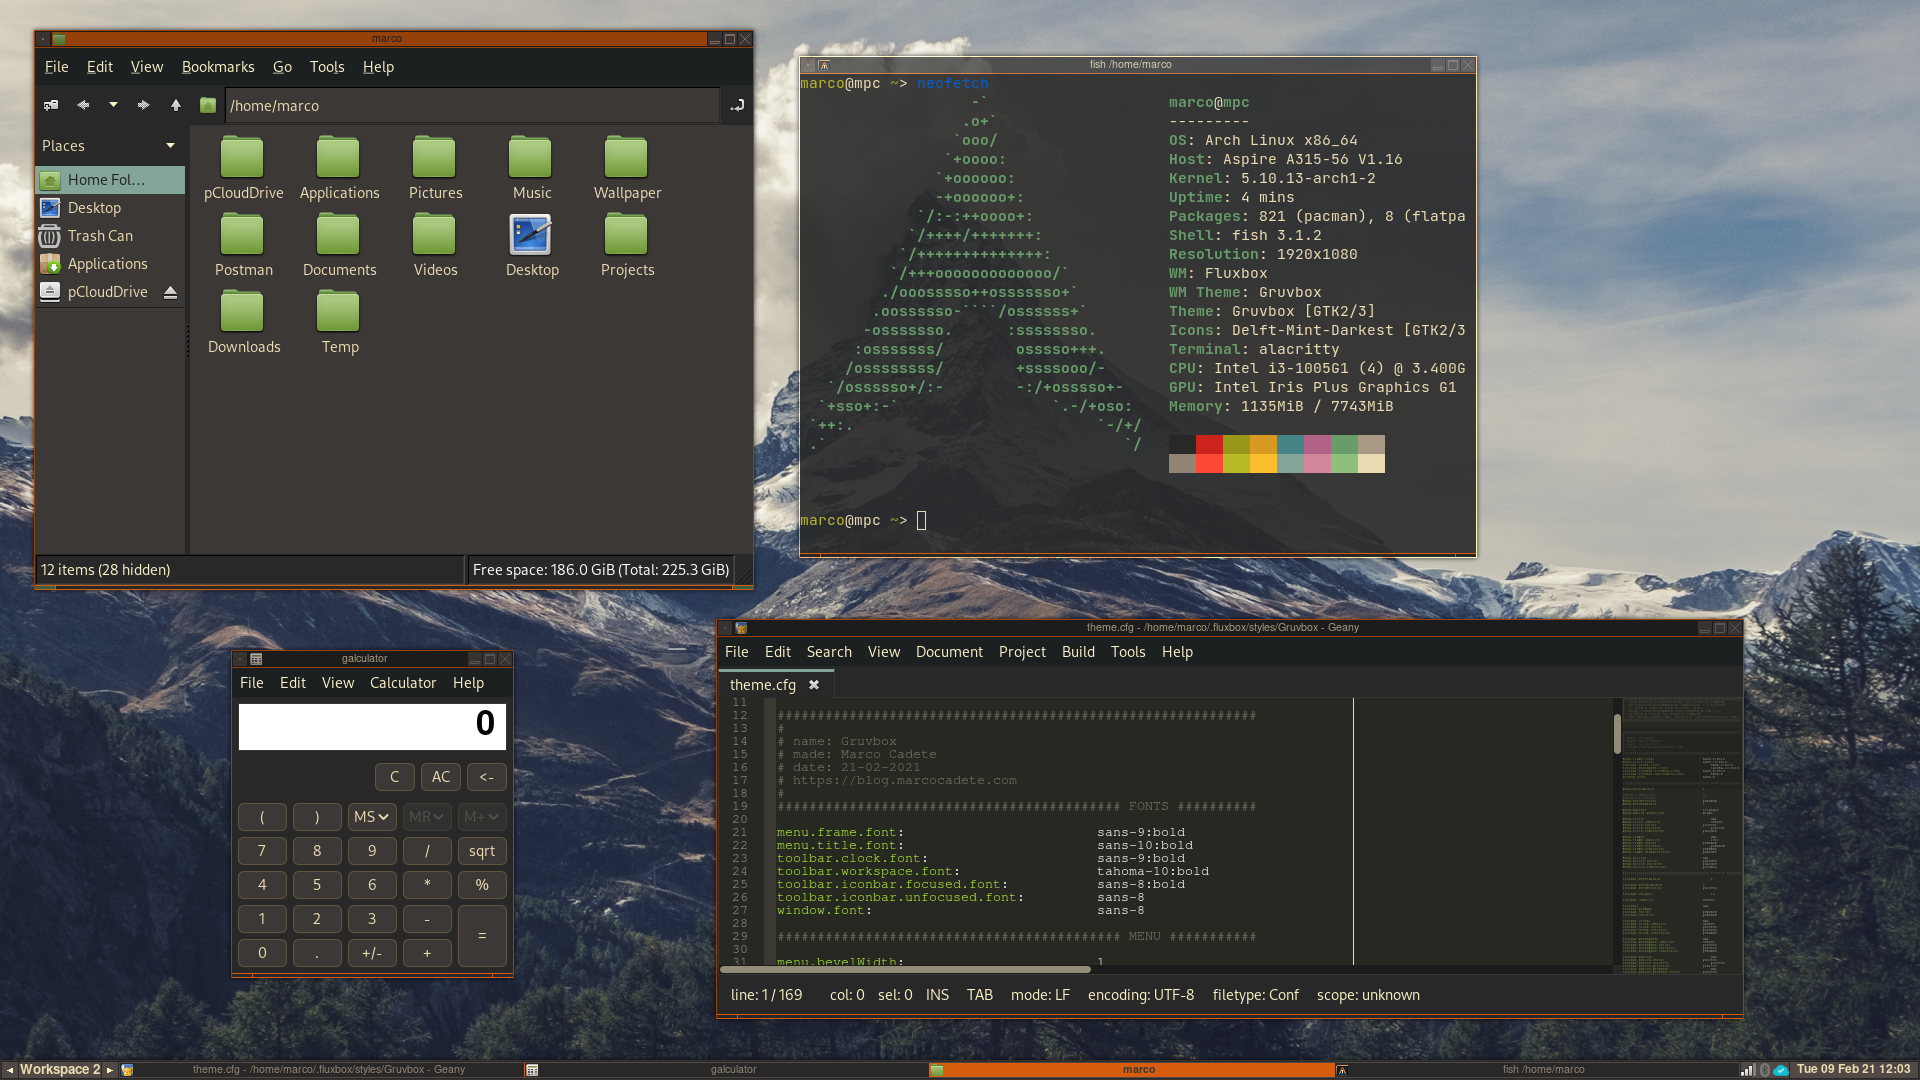 marco
File Edit View Bookmarks Go Tools Help
/home/marco
Places
Home Fol...
Desktop
Trash Can
Applications
pCloudDrive
pCloudDrive Applications Pictures Music Wallpaper
Postman Documents Videos Desktop Projects
Downloads Temp
12 items (28 hidden)
Free space: 186.0 GiB (Total: 225.3 GiB)
fish /home/marco
marco@mpc ~> neofetch
marco@mpc
---------
OS: Arch Linux x86_64
Host: Aspire A315-56 V1.16
Kernel: 5.10.13-arch1-2
Uptime: 4 mins
Packages: 821 (pacman), 8 (flatpa
Shell: fish 3.1.2
Resolution: 1920x1080
WM: Fluxbox
WM Theme: Gruvbox
Theme: Gruvbox [GTK2/3]
Icons: Delft-Mint-Darkest [GTK2/3
Terminal: alacritty
CPU: Intel i3-1005G1 (4) @ 3.400G
GPU: Intel Iris Plus Graphics G1
Memory: 1135MiB / 7743MiB
marco@mpc ~>
galculator
File Edit View Calculator Help
0
C AC <-
( ) MS MR M+
7 8 9 / sqrt
4 5 6 * %
1 2 3 -
=
0 . +/- +
theme.cfg - /home/marco/.fluxbox/styles/Gruvbox - Geany
File Edit Search View Document Project Build Tools Help
theme.cfg
11
12 ############################################################
13 #
14 # name: Gruvbox
15 # made: Marco Cadete
16 # date: 21-02-2021
17 # https://blog.marcocadete.com
18 #
19 ########################################### FONTS ##########
20
21 menu.frame.font: sans-9:bold
22 menu.title.font: sans-10:bold
23 toolbar.clock.font: sans-9:bold
24 toolbar.workspace.font: tahoma-10:bold
25 toolbar.iconbar.focused.font: sans-8:bold
26 toolbar.iconbar.unfocused.font: sans-8
27 window.font: sans-8
28
29 ########################################### MENU ###########
30
31 menu.bevelWidth: 1
line: 1 / 169 col: 0 sel: 0 INS TAB mode: LF encoding: UTF-8 filetype: Conf scope: unknown
Workspace 2 theme.cfg - /home/marco/.fluxbox/styles/Gruvbox - Geany galculator marco fish /home/marco Tue 09 Feb 21 12:03